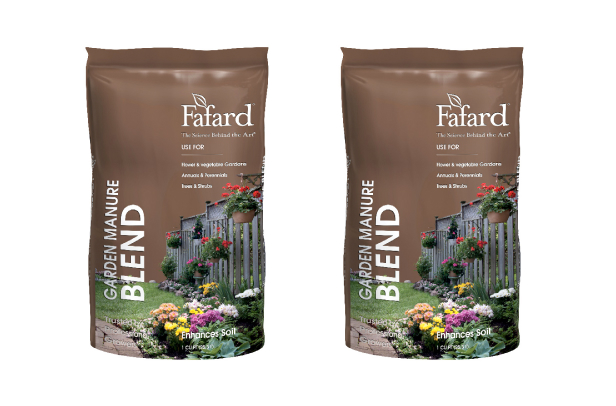 Fafard
The Science Behind the Art
USE FOR
Flower & Vegetable Gardens
Annuals & Perennials
Trees & Shrubs
GARDEN MANURE
BLEND
Trusted
Enhances Soil
Fafard
The Science Behind the Art
USE FOR
Flower & Vegetable Gardens
Annuals & Perennials
Trees & Shrubs
GARDEN MANURE
BLEND
Trusted
Enhances Soil